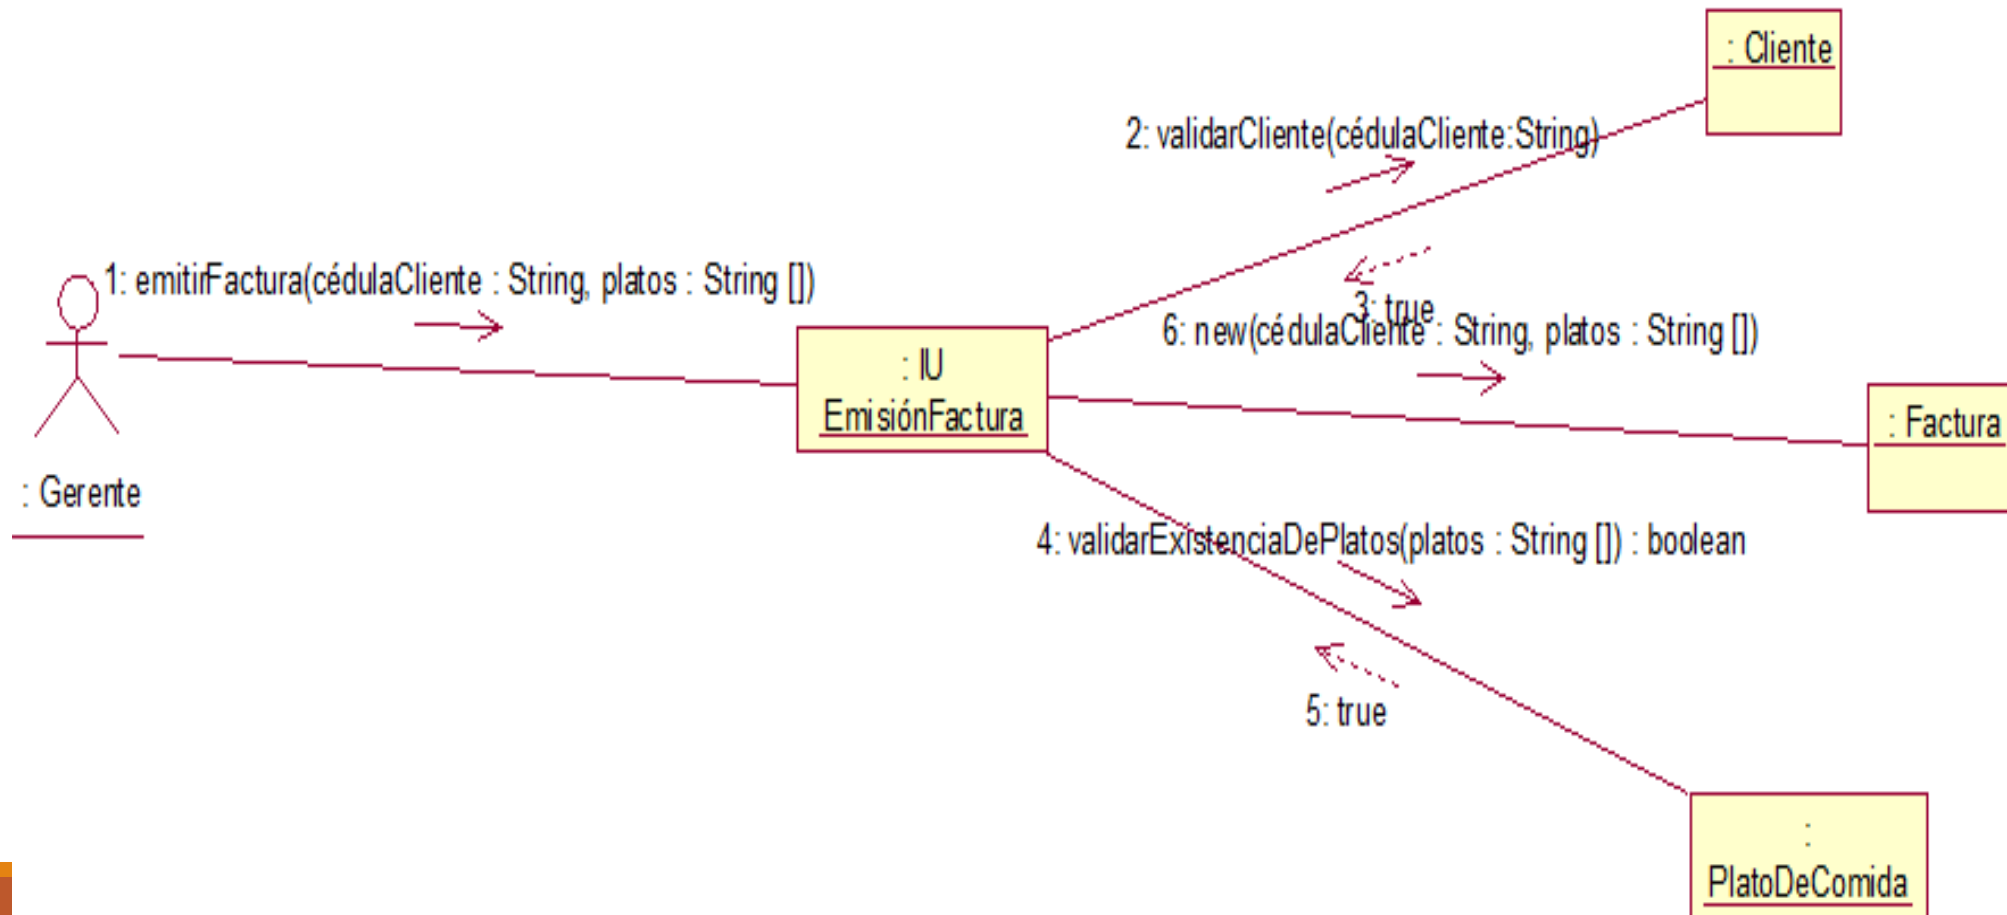 : Cliente
2: validarCliente(cédulaCliente:String)
1: emitirFactura(cédulaCliente : String, platos : String [])
3: true
6: new(cédulaCliente : String, platos : String [])
: IU
EmisiónFactura
: Factura
: Gerente
4: validarExistenciaDePlatos(platos : String []) : boolean
5: true
:
PlatoDeComida